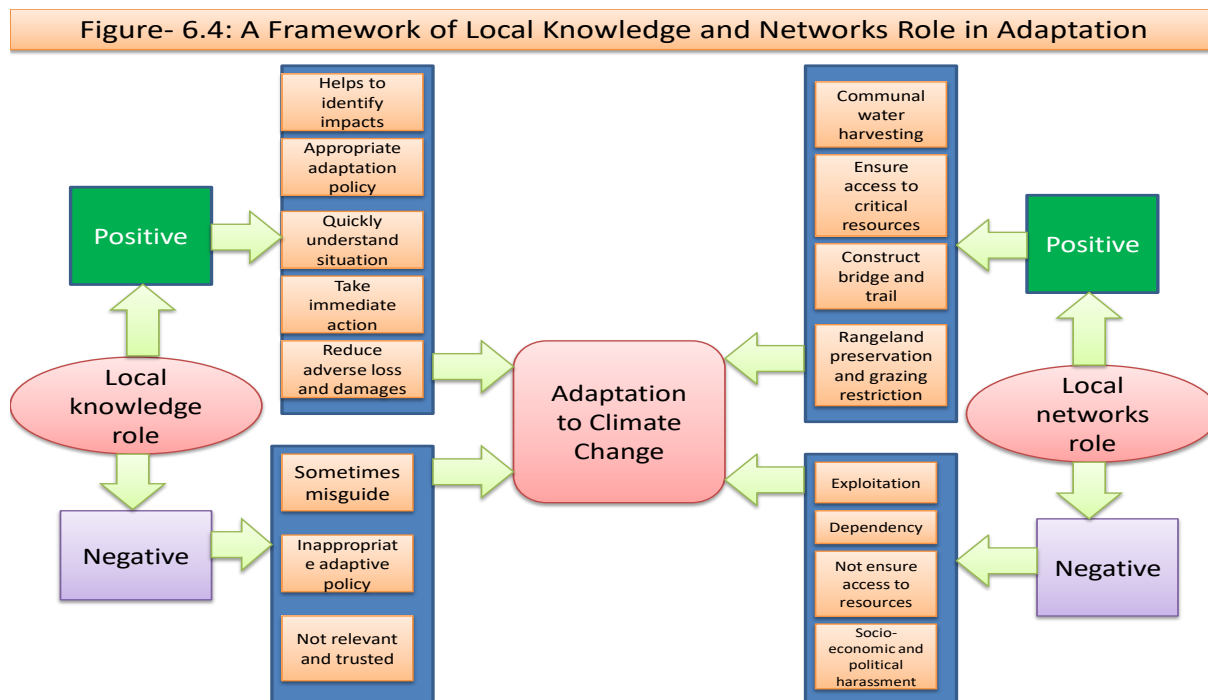 Figure- 6.4: A Framework of Local Knowledge and Networks Role in Adaptation
Positive
Local
knowledge
role
Negative
Helps to
identify
impacts
Appropriate
adaptation
policy
Quickly
understand
situation
Take
immediate
action
Reduce
adverse loss
and damages
Sometimes
misguide
Inappropriat
e adaptive
policy
Not relevant
and trusted
Adaptation
to Climate
Change
Communal
water
harvesting
Ensure
access to
critical
resources
Construct
bridge and
trail
Rangeland
preservation
and grazing
restriction
Exploitation
Dependency
Not ensure
access to
resources
Socio-
economic and
political
harassment
Positive
Local
networks
role
Negative